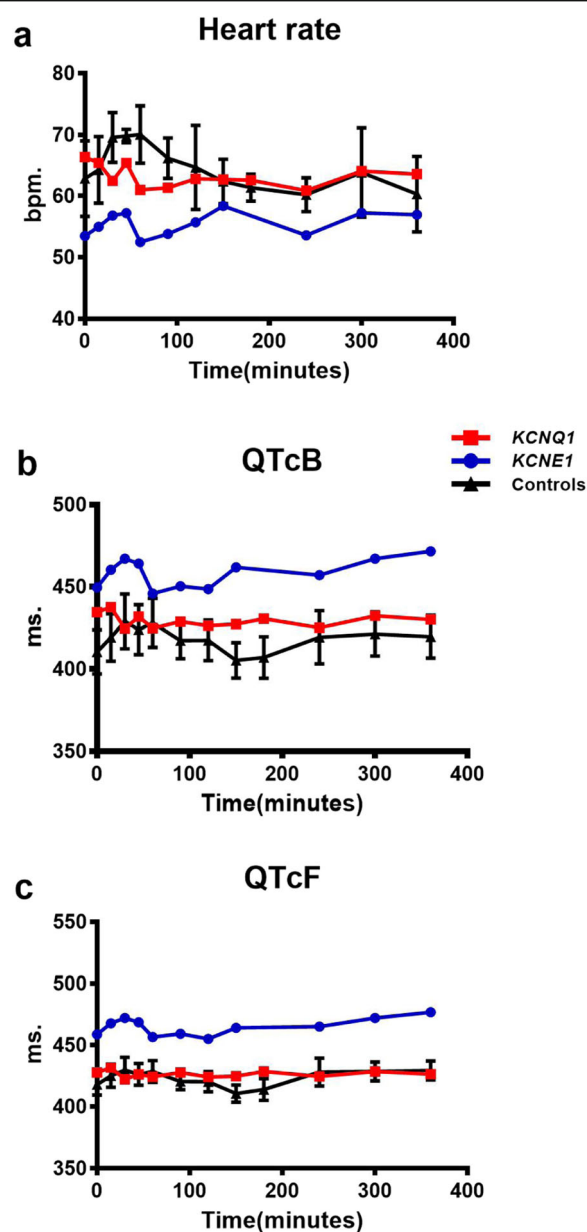 a
Heart rate
80
70
60
50
40
bpm.
0 100 200 300 400
Time(minutes)
KCNQ1
KCNE1
Controls
b
QTcB
500
450
400
350
ms.
0 100 200 300 400
Time(minutes)
c
QTcF
550
500
450
400
350
ms.
0 100 200 300 400
Time(minutes)